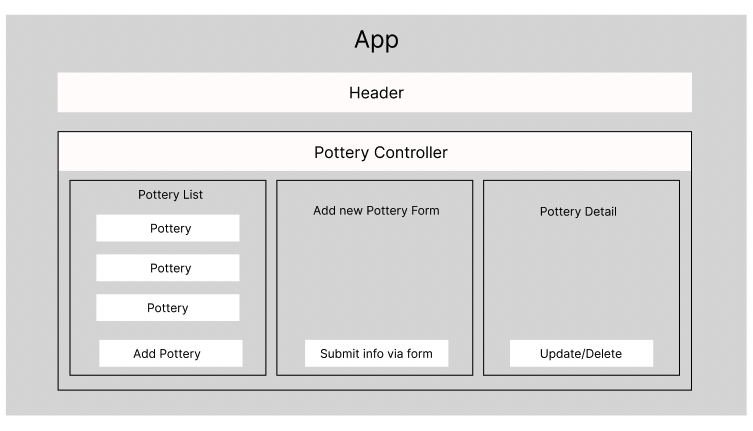 App
Header
Pottery Controller
Pottery List
Pottery
Pottery
Pottery
Add Pottery
Add new Pottery Form
Submit info via form
Pottery Detail
Update/Delete